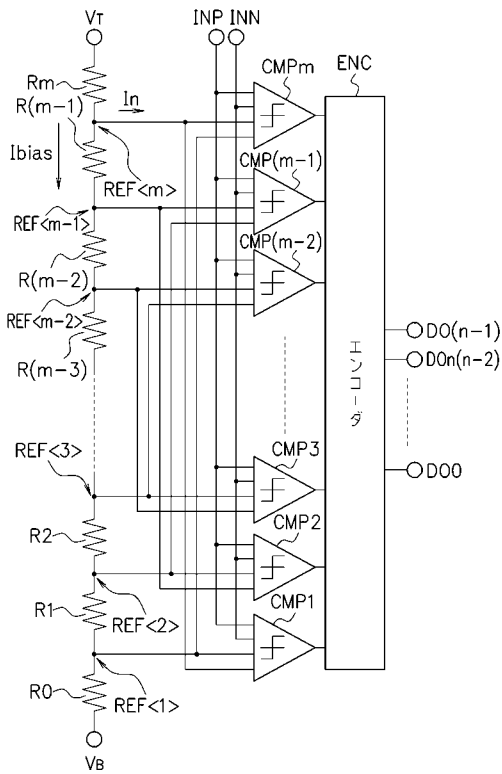 VT
INP INN
Rm
In
CMPm
ENC
R(m-1)
Ibias
REF<m>
CMP(m-1)
REF<m-1>
CMP(m-2)
R(m-2)
REF<m-2>
R(m-3)
DO(n-1)
DOn(n-2)
エンコーダ
REF<3>
CMP3
DO0
R2
CMP2
R1
REF<2>
CMP1
R0
REF<1>
VB